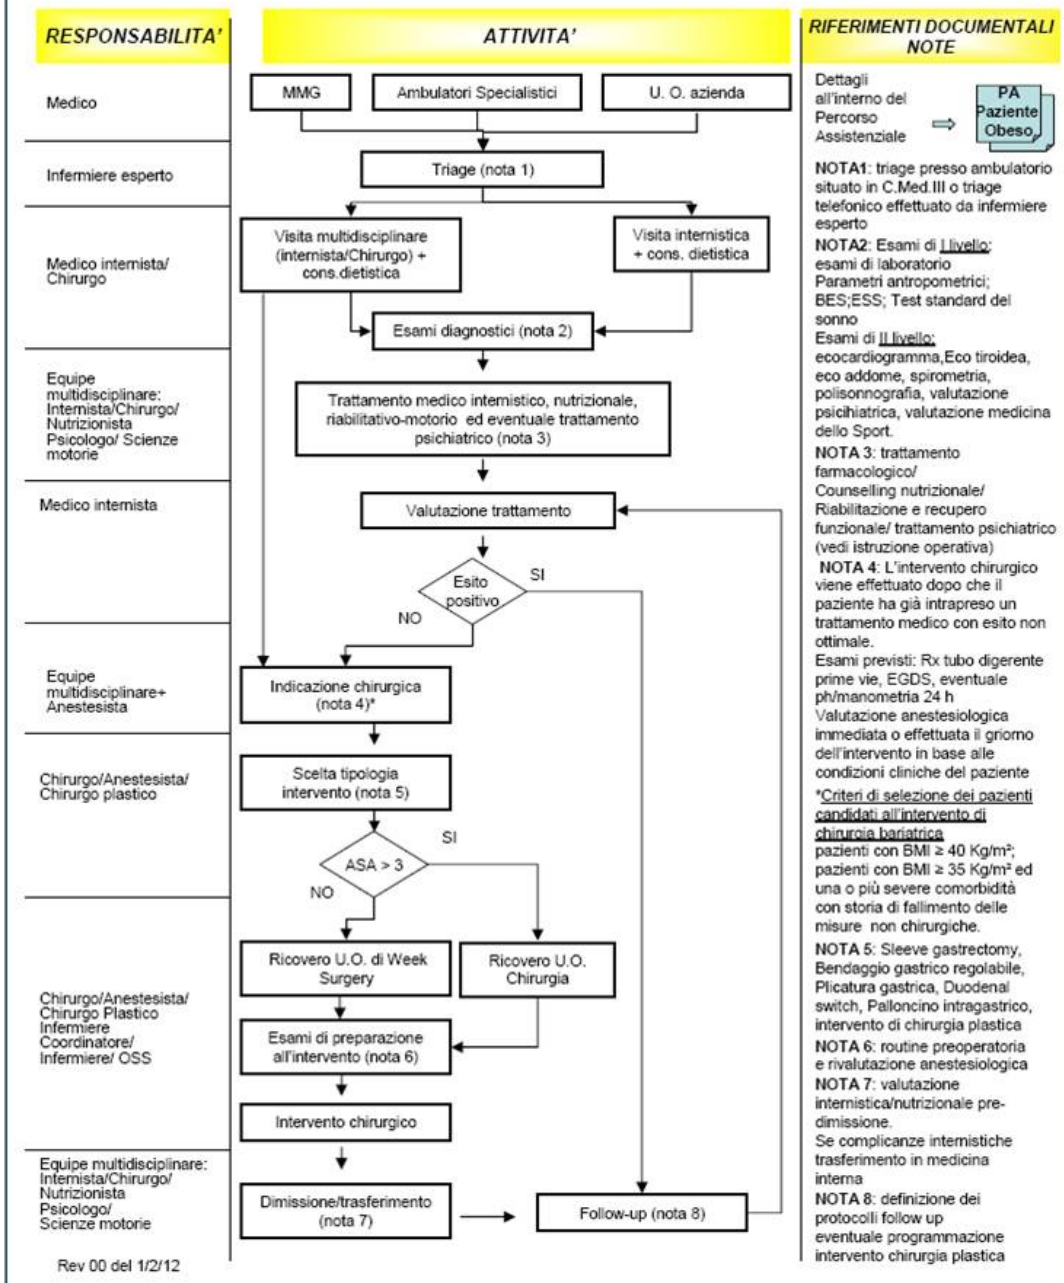 RESPONSABILITA'
Medico
Infermiere esperto
Medico internista/
Chirurgo
Equipe
multidisciplinare:
Internista/Chirurgo/
Nutrizionista
Psicologo/ Scienze
motorie
Medico internista
Equipe
multidisciplinare+
Anestesista
Chirurgo/Anestesista/
Chirurgo plastico
Chirurgo/Anestesista/
Chirurgo Plastico
Infermiere
Coordinatore/
Infermiere/ OSS
Equipe multidisciplinare:
Internista/Chirurgo/
Nutrizionista
Psicologo/
Scienze motorie
Rev 00 del 1/2/12
ATTIVITA'
MMG
Ambulatori Specialistici
U. O. azienda
Triage (nota 1)
Visita multidisciplinare
(internista/Chirurgo) +
cons.dietistica
Visita internistica
+ cons. dietistica
Esami diagnostici (nota 2)
Trattamento medico internistico, nutrizionale,
riabilitativo-motorio ed eventuale trattamento
psichiatrico (nota 3)
Valutazione trattamento
Esito
positivo
SI
NO
Indicazione chirurgica
(nota 4)*
Scelta tipologia
intervento (nota 5)
ASA > 3
SI
NO
Ricovero U.O. di Week
Surgery
Ricovero U.O.
Chirurgia
Esami di preparazione
all'intervento (nota 6)
Intervento chirurgico
Dimissione/trasferimento
(nota 7)
Follow-up (nota 8)
RIFERIMENTI DOCUMENTALI
NOTE
Dettagli
all'interno del
Percorso
Assistenziale
PA
Paziente
Obeso
NOTA1: triage presso ambulatorio
situato in C.Med.III o triage
telefonico effettuato da infermiere
esperto
NOTA2: Esami di I livello:
esami di laboratorio
Parametri antropometrici;
BES;ESS; Test standard del
sonno
Esami di II livello:
ecocardiogramma,Eco tiroidea,
eco addome, spirometria,
polisonnografia, valutazione
psicihiatrica, valutazione medicina
dello Sport.
NOTA 3: trattamento
farmacologico/
Counselling nutrizionale/
Riabilitazione e recupero
funzionale/ trattamento psichiatrico
(vedi istruzione operativa)
NOTA 4: L'intervento chirurgico
viene effettuato dopo che il
paziente ha già intrapreso un
trattamento medico con esito non
ottimale.
Esami previsti: Rx tubo digerente
prime vie, EGDS, eventuale
ph/manometria 24 h
Valutazione anestesiologica
immediata o effettuata il griorno
dell'intervento in base alle
condizioni cliniche del paziente
*Criteri di selezione dei pazienti
candidati all'intervento di
chirurgia bariatrica
pazienti con BMI ≥ 40 Kg/m²;
pazienti con BMI ≥ 35 Kg/m² ed
una o più severe comorbidità
con storia di fallimento delle
misure non chirurgiche.
NOTA 5: Sleeve gastrectomy,
Bendaggio gastrico regolabile,
Plicatura gastrica, Duodenal
switch, Palloncino intragastrico,
intervento di chirurgia plastica
NOTA 6: routine preoperatoria
e rivalutazione anestesiologica
NOTA 7: valutazione
internistica/nutrizionale pre-
dimissione.
Se complicanze internistiche
trasferimento in medicina
interna
NOTA 8: definizione dei
protocolli follow up
eventuale programmazione
intervento chirurgia plastica